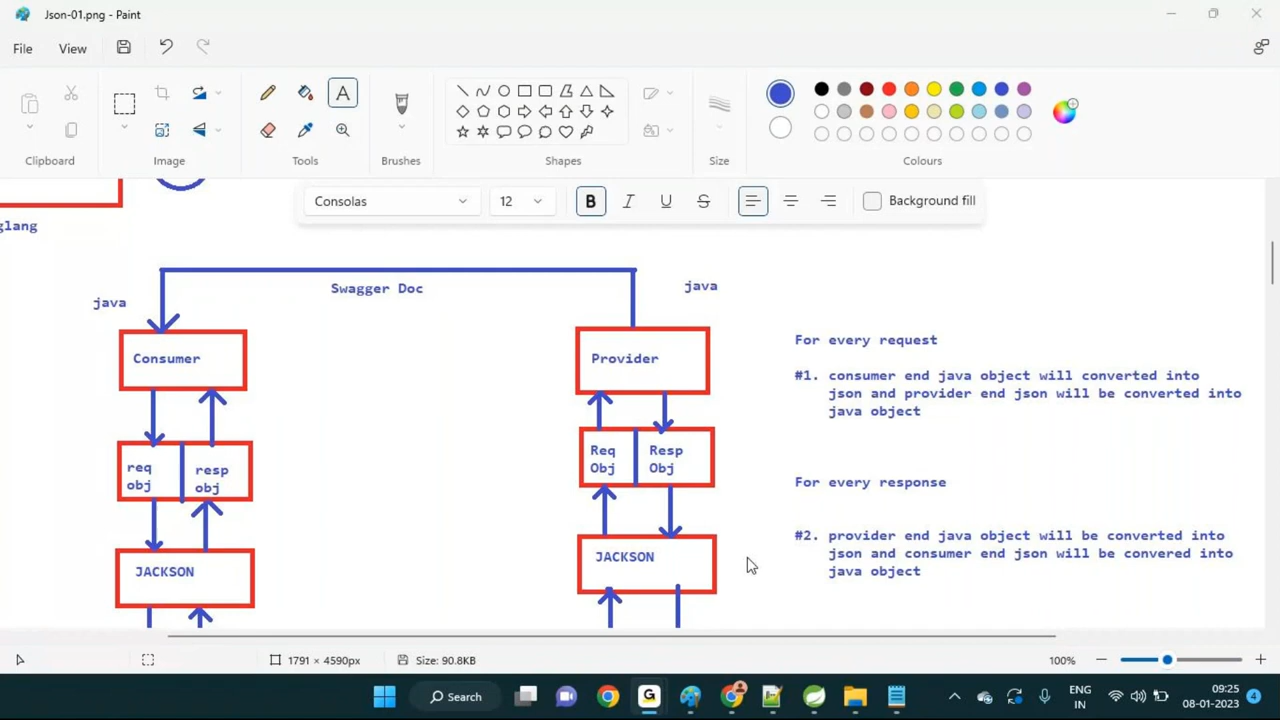 Json-01.png - Paint
File
View
Clipboard
Image
Tools
Brushes
Shapes
Size
Colours
Consolas
12
B
I
U
S
Background fill
glang
java
Swagger Doc
java
Consumer
Provider
For every request
#1. consumer end java object will converted into
json and provider end json will be converted into
java object
req
obj
resp
obj
Req
Obj
Resp
Obj
For every response
#2. provider end java object will be converted into
json and consumer end json will be convered into
java object
JACKSON
JACKSON
1791 × 4590px
Size: 90.8KB
100%
Search
ENG
IN
09:25
08-01-2023
4